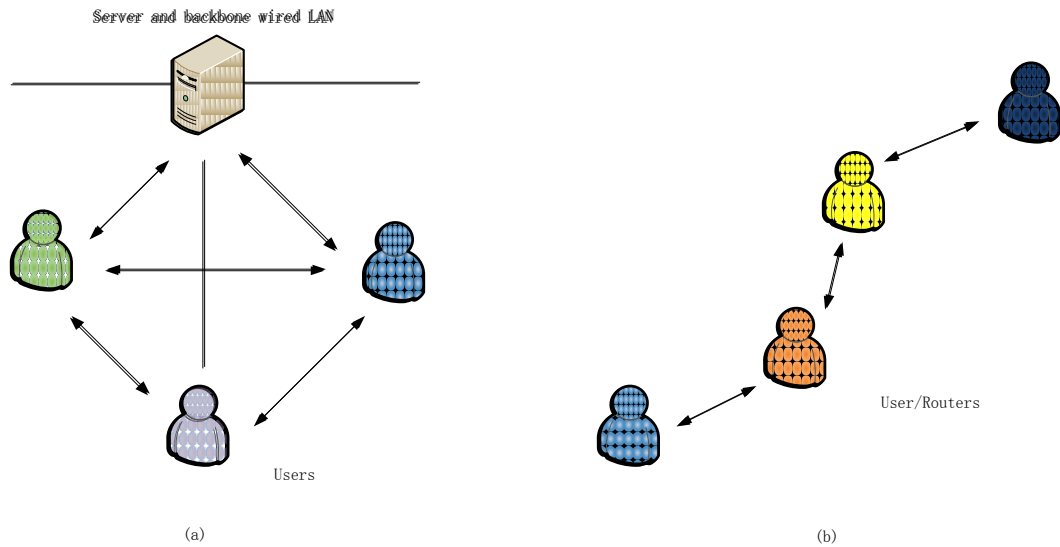 Server and backbone wired LAN
User/Routers
Users
(a)
(b)